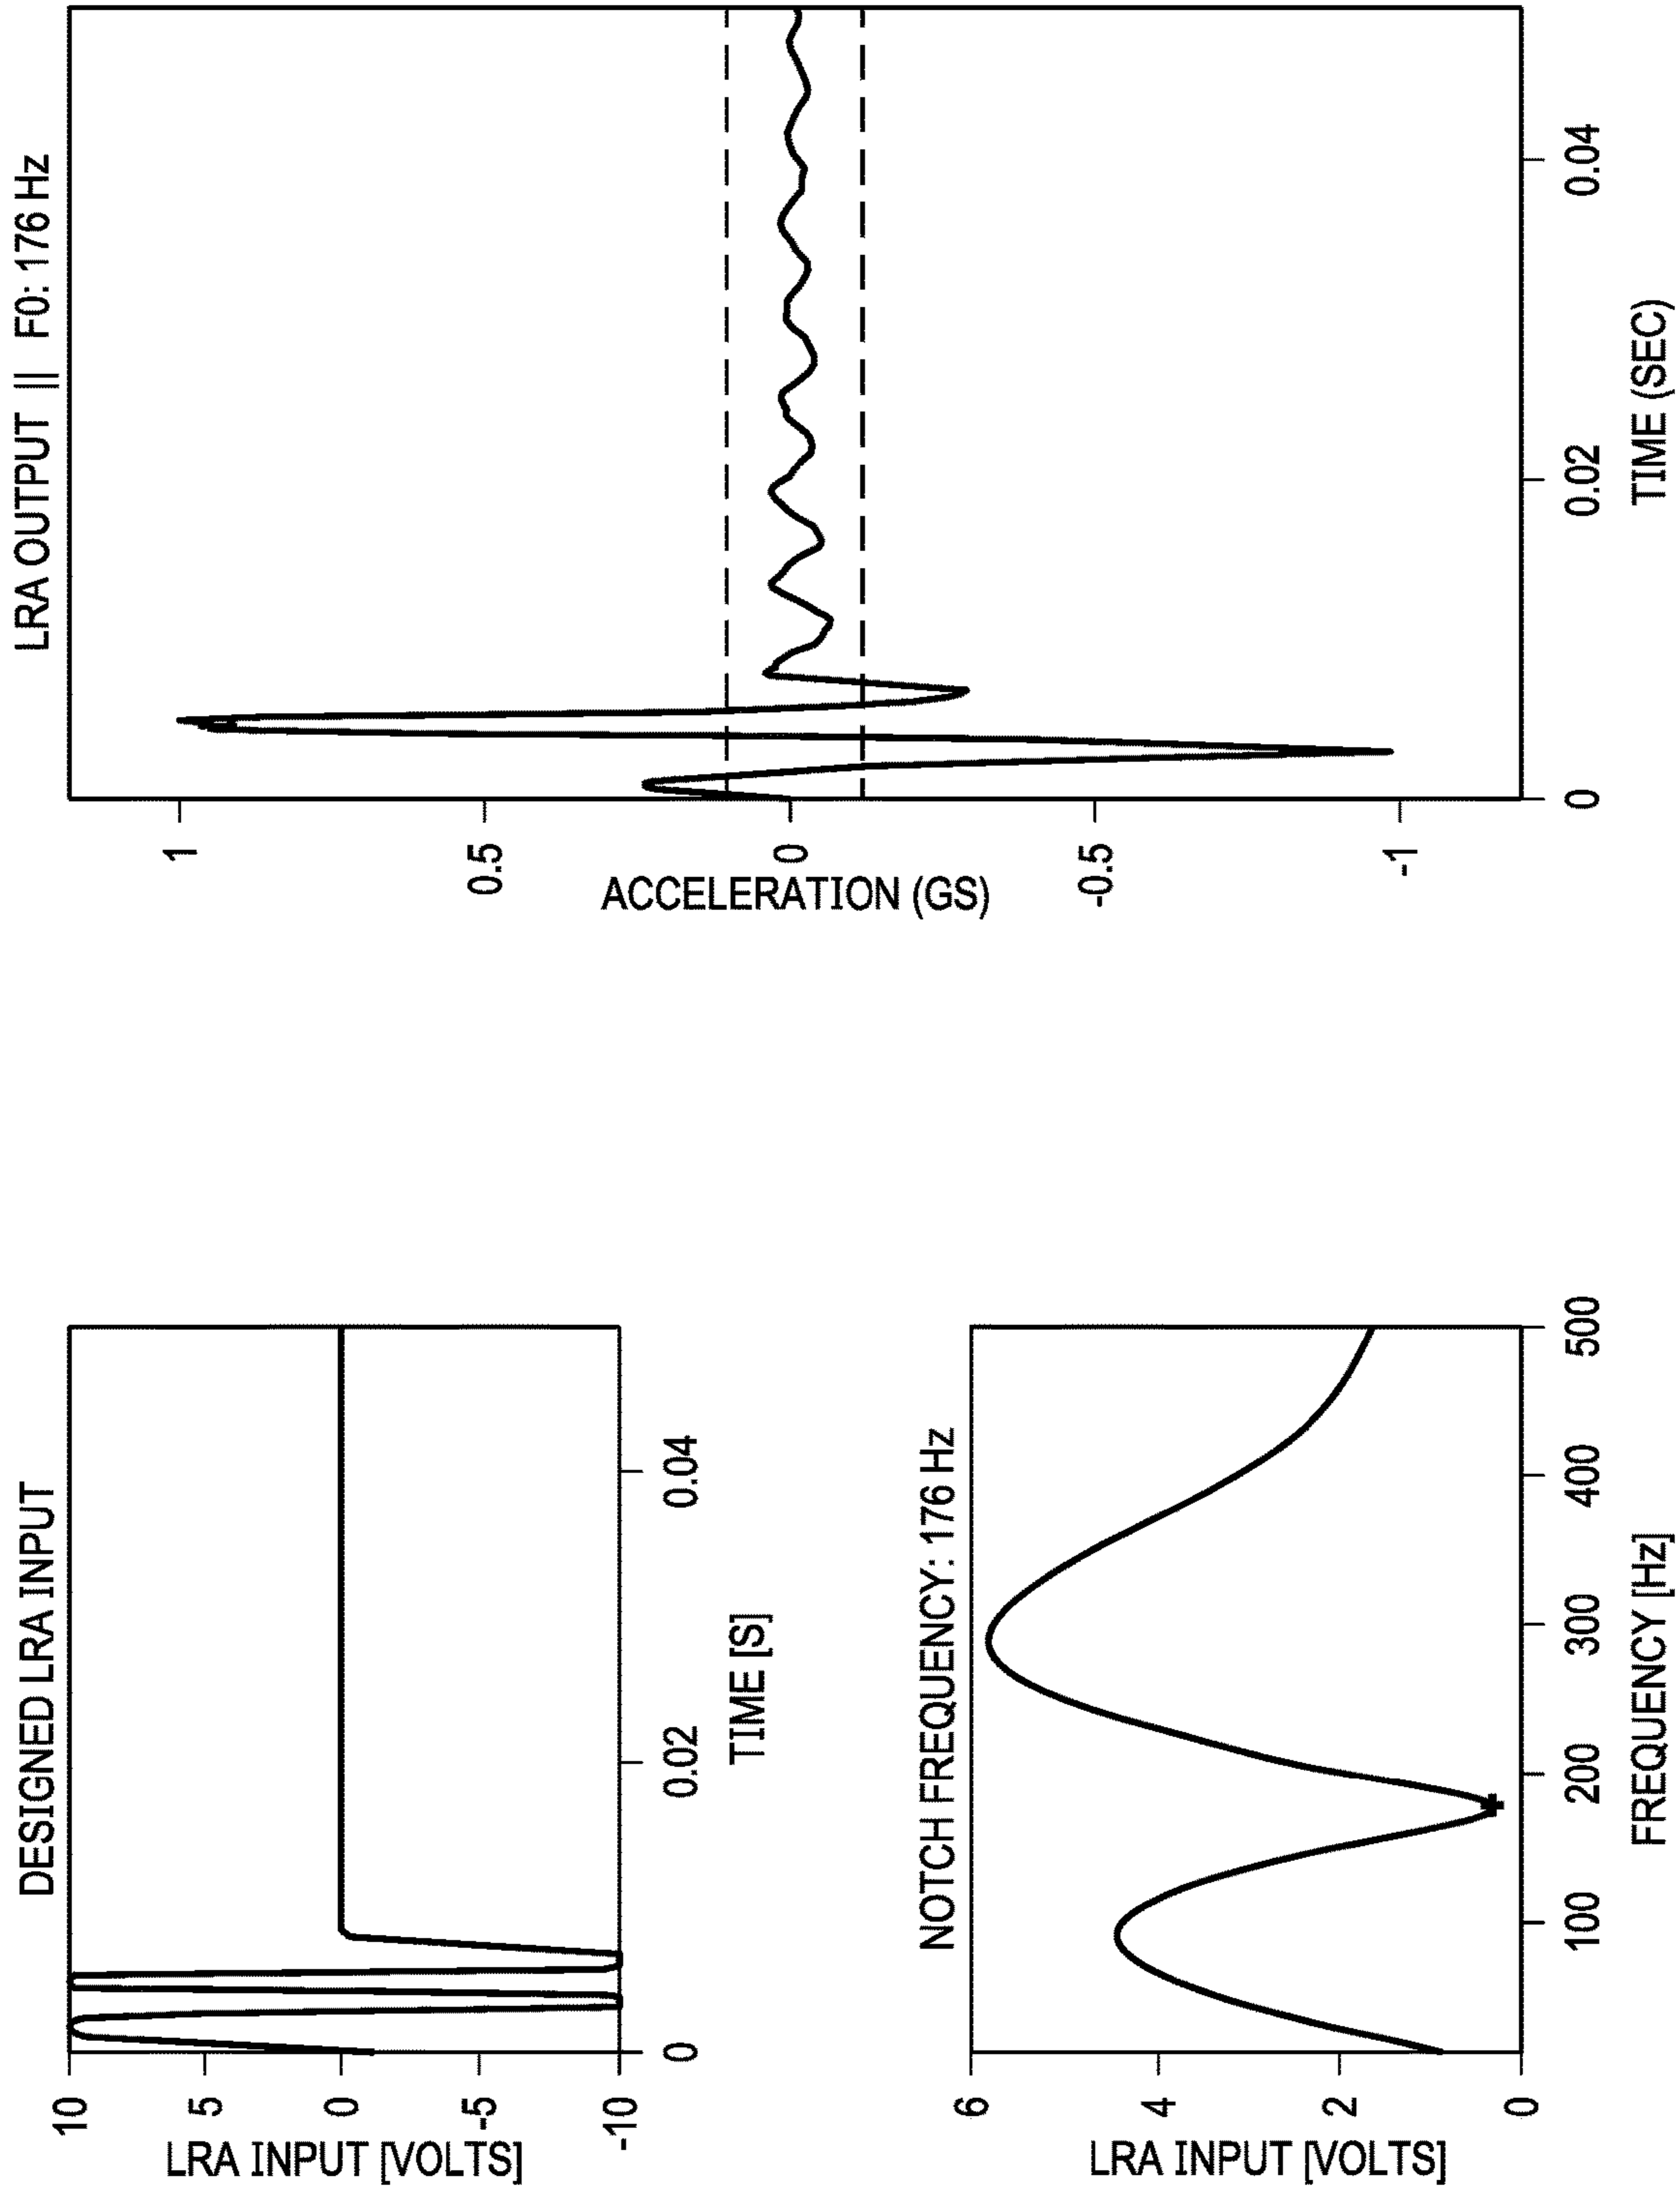 DESIGNED LRA INPUT
10
5
0
-5
-10
LRA INPUT [VOLTS]
0
0.02
0.04
TIME [S]
NOTCH FREQUENCY: 176 Hz
6
4
2
0
LRA INPUT [VOLTS]
100
200
300
400
500
FREQUENCY [Hz]
LRA OUTPUT || F0: 176 Hz
1
0.5
0
-0.5
-1
ACCELERATION (GS)
0
0.02
0.04
TIME (SEC)